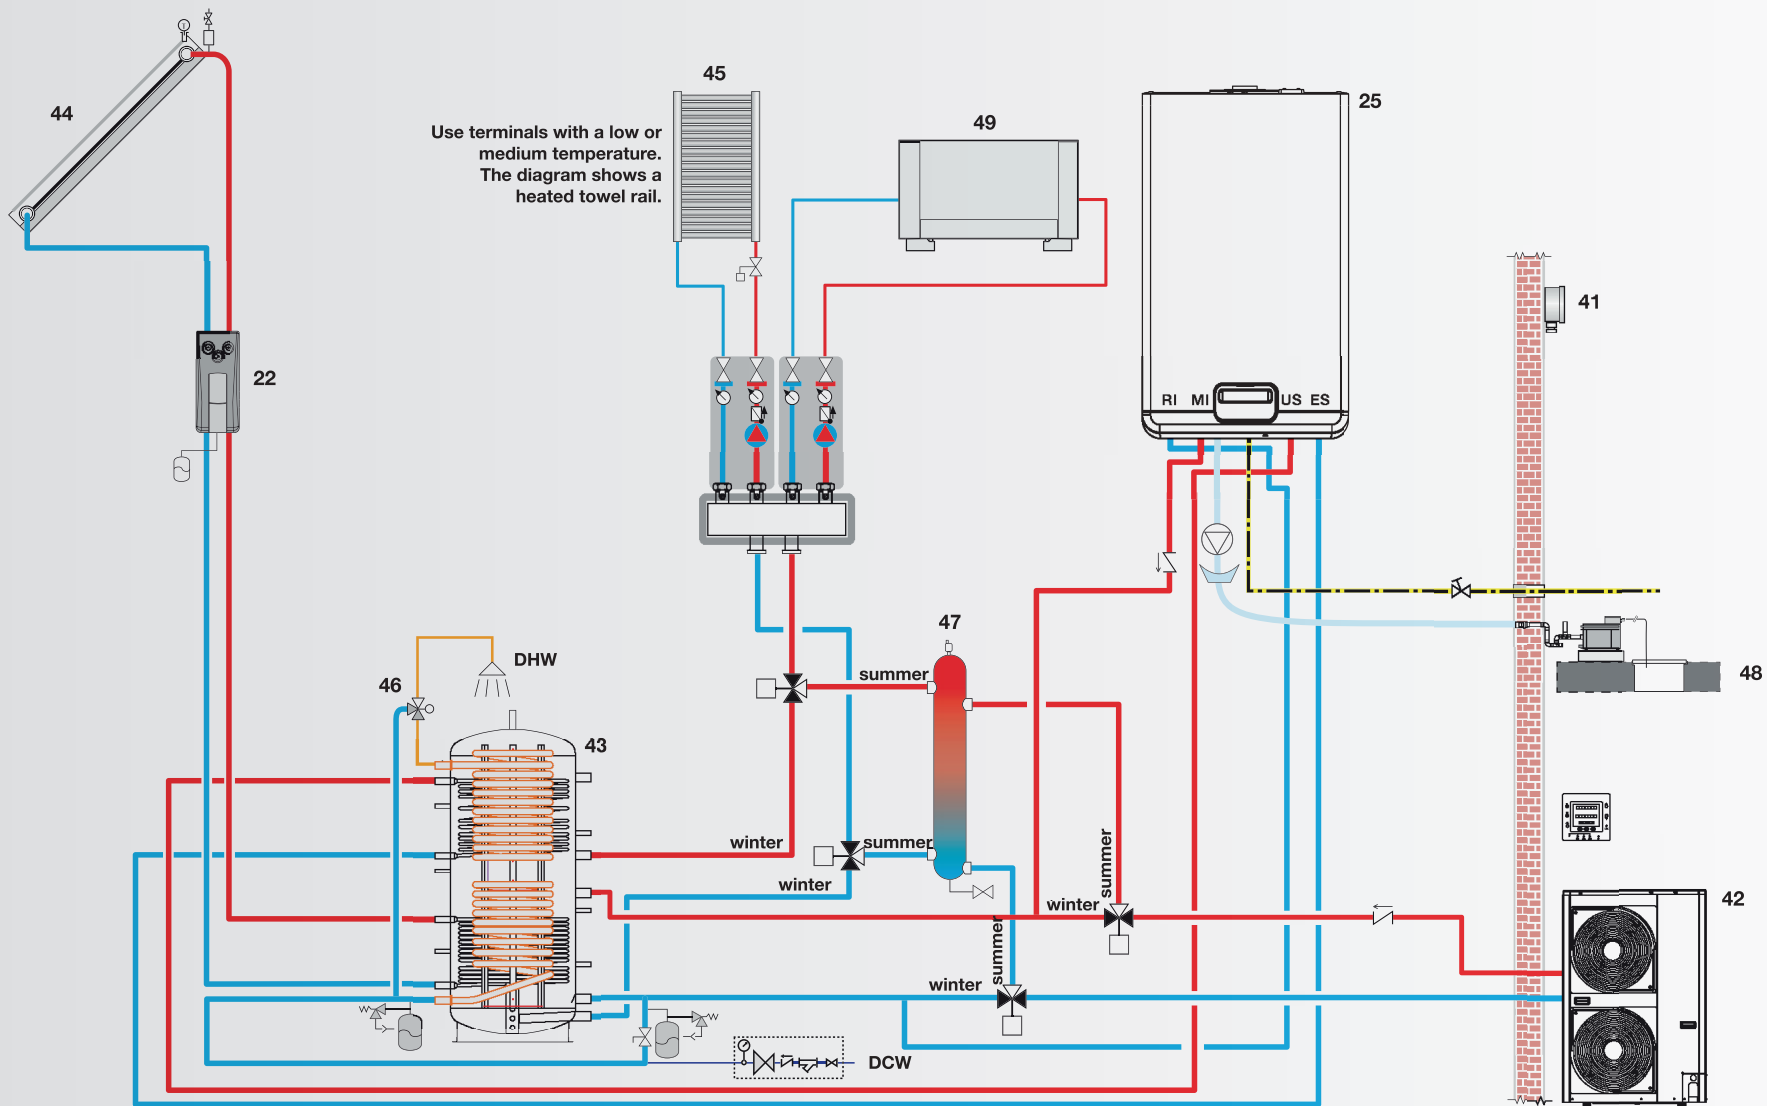 44
45
Use terminals with a low or
medium temperature.
The diagram shows a
heated towel rail.
49
25
41
22
RI MI US ES
47
DHW
46
summer
48
43
winter
summer
summer
winter
winter
42
summer
winter
DCW